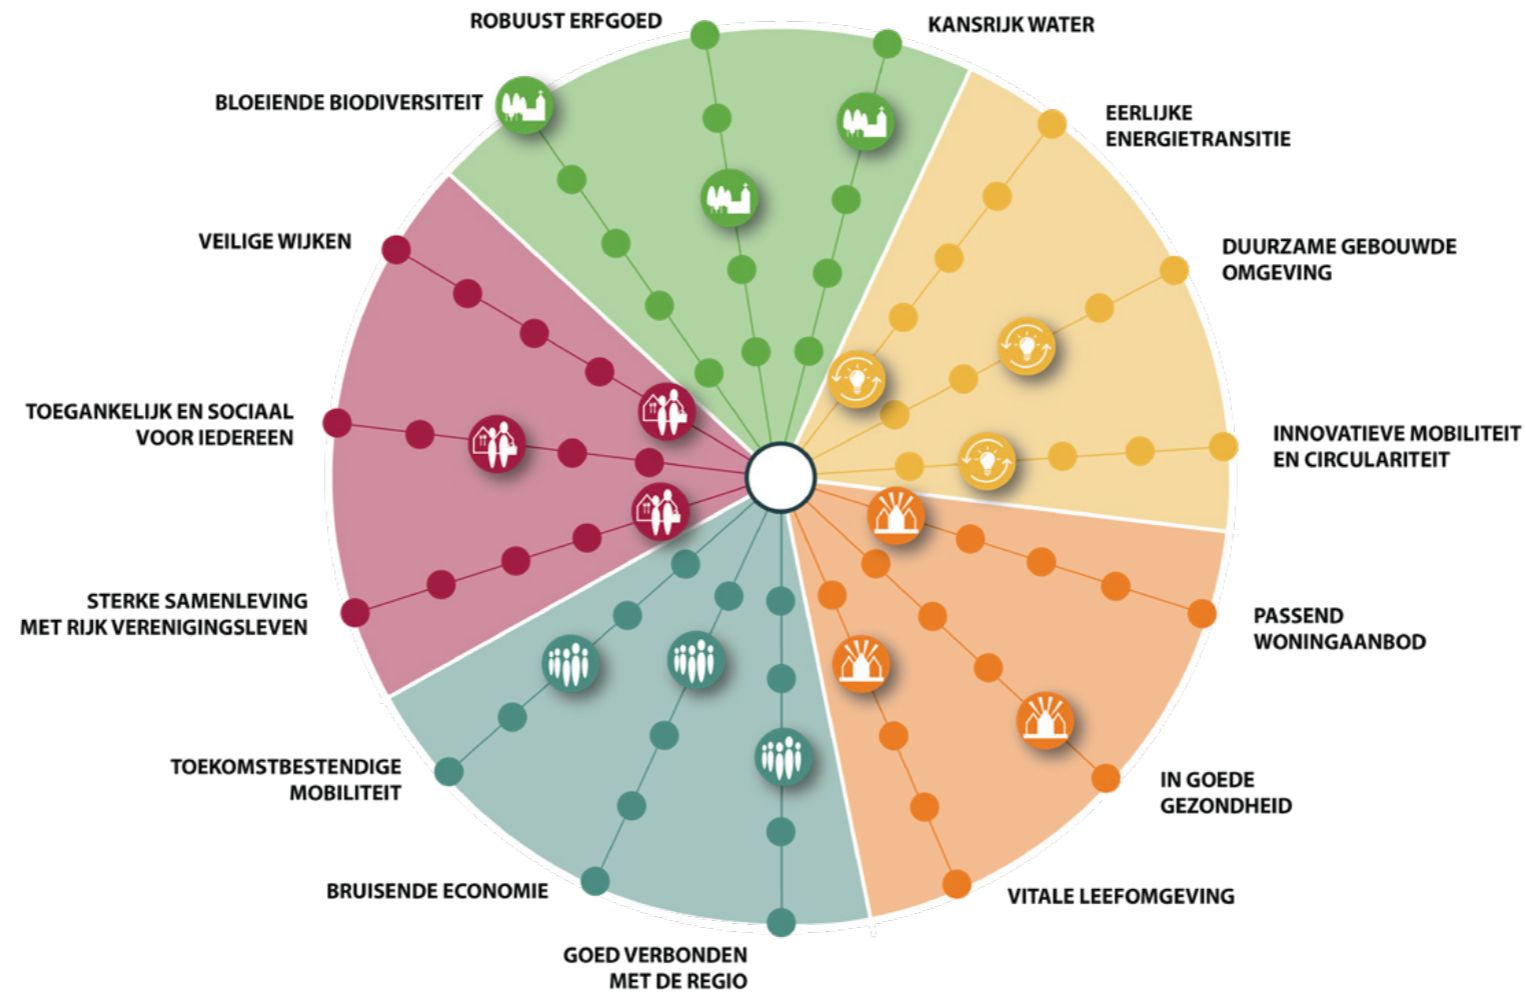 ROBUUST ERFGOED
KANSRIJK WATER
BLOEIENDE BIODIVERSITEIT
EERLIJKE
ENERGIETRANSITIE
VEILIGE WIJKEN
DUURZAME GEBOUWDE
OMGEVING
TOEGANKELIJK EN SOCIAAL
VOOR IEDEREEN
INNOVATIEVE MOBILITEIT
EN CIRCULARITEIT
STERKE SAMENLEVING
MET RIJK VERENIGINGSLEVEN
PASSEND
WONINGAANBOD
TOEKOMSTBESTENDIGE
MOBILITEIT
IN GOEDE
GEZONDHEID
BRUISENDE ECONOMIE
VITALE LEEFOMGEVING
GOED VERBONDEN
MET DE REGIO